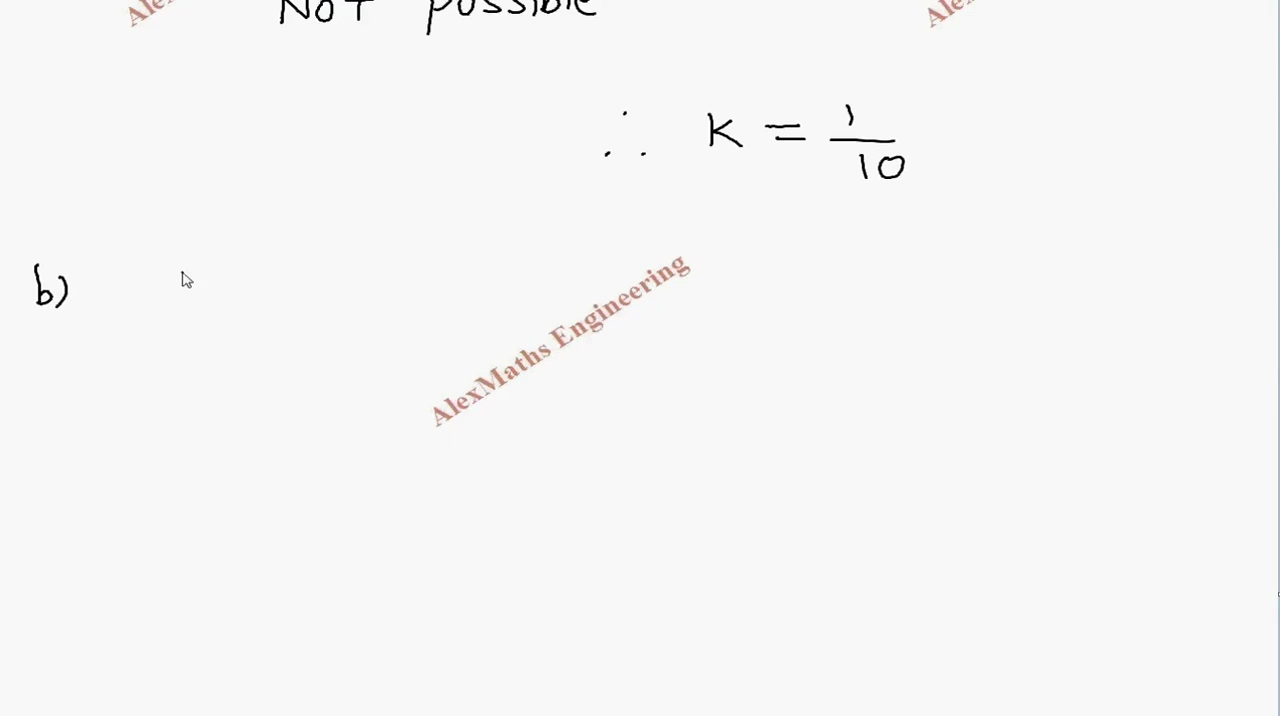 Not possible
∴ K = 1/10
b)
AlexMaths Engineering